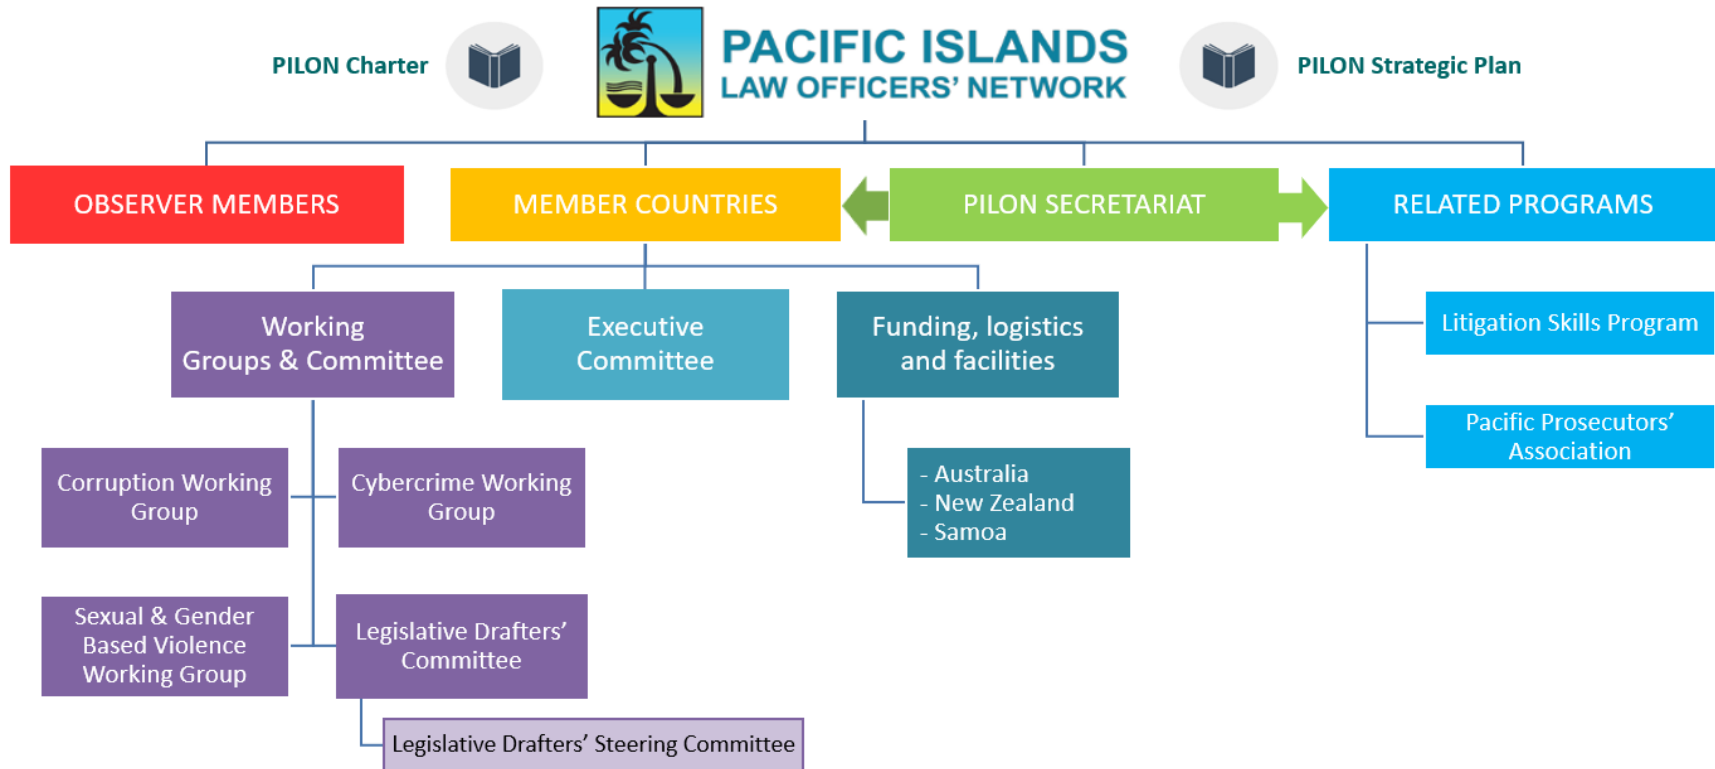 PILON Charter
PACIFIC ISLANDS
LAW OFFICERS' NETWORK
PILON Strategic Plan
OBSERVER MEMBERS
MEMBER COUNTRIES
PILON SECRETARIAT
RELATED PROGRAMS
Working
Groups & Committee
Executive
Committee
Funding, logistics
and facilities
Litigation Skills Program
Pacific Prosecutors’
Association
Corruption Working
Group
Cybercrime Working
Group
- Australia
- New Zealand
- Samoa
Sexual & Gender
Based Violence
Working Group
Legislative Drafters’
Committee
Legislative Drafters’ Steering Committee